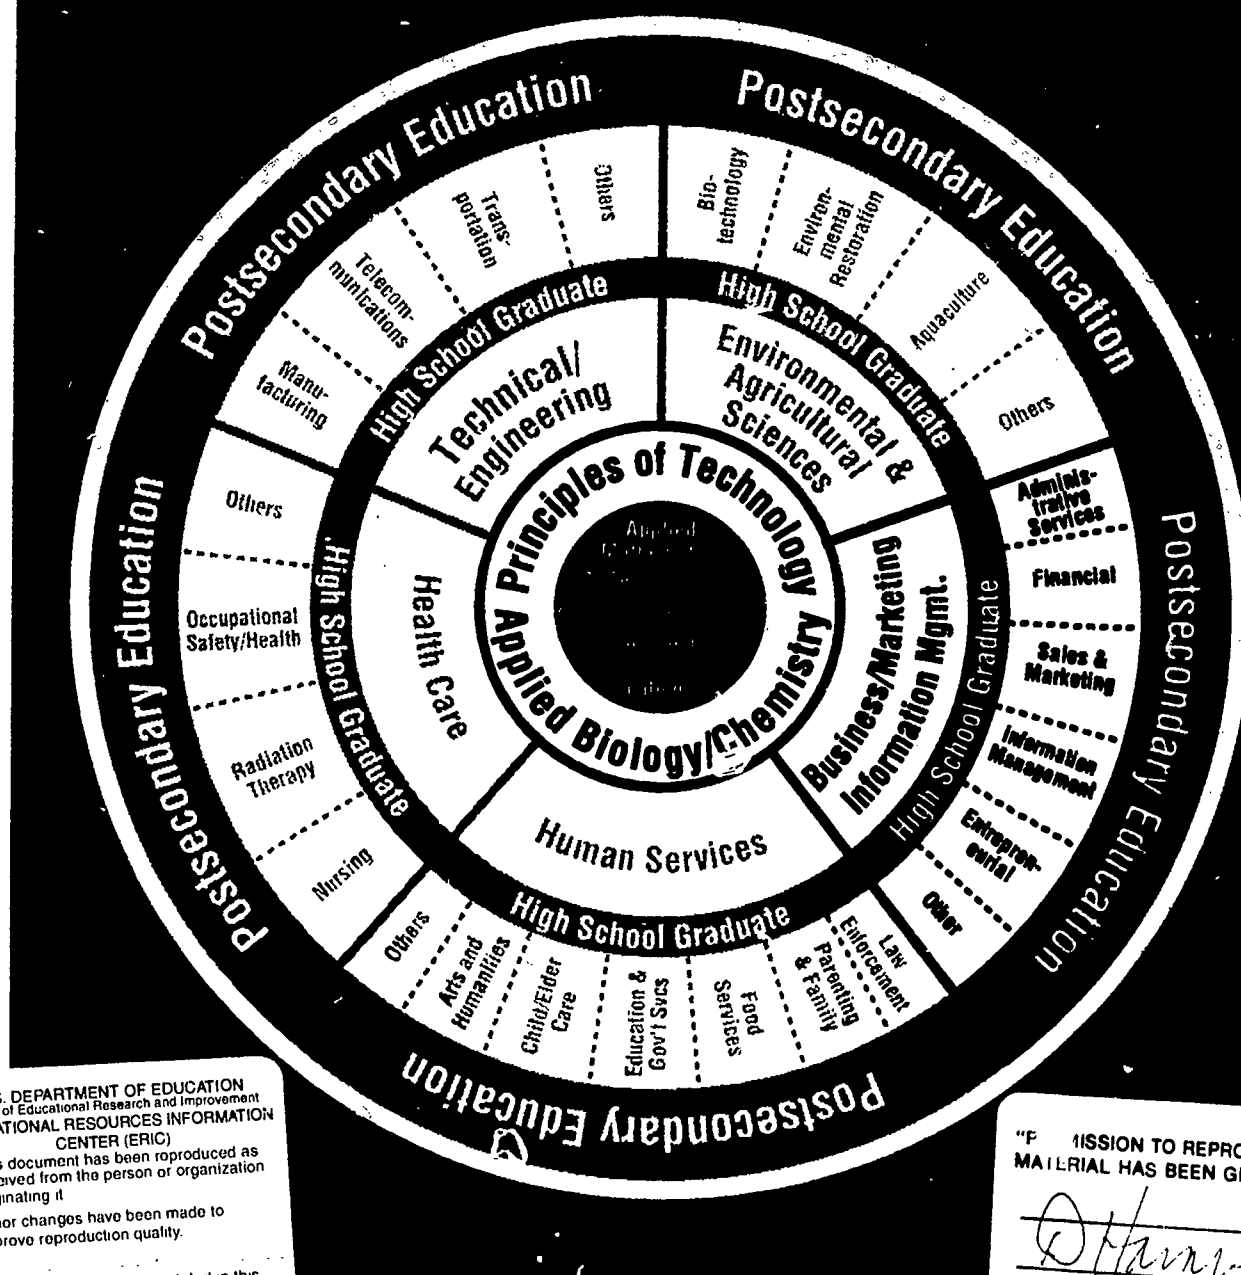 Postsecondary Education
Postsecondary Education
Postsecondary Education
Postsecondary Education
Postsecondary Education
Others
Trans-
portation
Telecom-
munications
Manu-
facturing
Bio-
technology
Environ-
mental
Restoration
Aquaculture
Others
Adminis-
trative
Services
Financial
Sales &
Marketing
Information
Management
Entrepren-
eurial
Other
Law
Enforcement
Parenting
& Family
Food
Services
Education &
Gov't Svcs
Child/Elder
Care
Arts and
Humanities
Others
Nursing
Radiation
Therapy
Occupational
Safety/Health
Others
High School Graduate
High School Graduate
High School Graduate
High School Graduate
High School Graduate
Technical/
Engineering
Environmental &
Agricultural
Sciences
Business/Marketing
Information Mgmt.
Human Services
Health Care
Principles of Technology
Applied Biology/Chemistry
Applied
DEPARTMENT OF EDUCATION
of Educational Research and Improvement
ATIONAL RESOURCES INFORMATION
CENTER (ERIC)
s document has been reproduced as
eived from the person or organization
ginating it
or changes have been made to
prove reproduction quality.
MISSION TO REPRO
MATERIAL HAS BEEN G